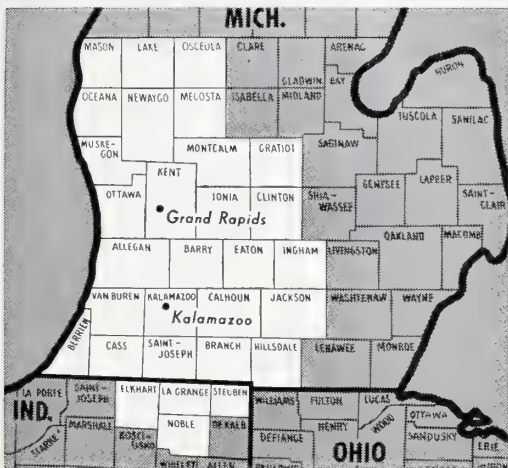 MICH.
MASON LAKE OSCEOLA CLARE ARENAC
GLADWIN BAY HURON
OCEANA NEWAYGO MELOSTA ISABELLA MIDLAND TUSCOLA SANILAC
MUSKE-
GON
MONTCALM GRATIOT SAGINAW
KENT
OTTAWA IONIA CLINTON SHIA-
WASSEE
GENESEE LAPEER SAINT-
CLAIR
Grand Rapids
ALLEGAN BARRY EATON INGHAM LIVINGSTON OAKLAND MACOMB
VAN BUREN KALAMAZOO CALHOUN JACKSON WASHTENAW WAYNE
Kalamazoo
BERRIEN CASS SAINT-
JOSEPH
BRANCH HILLSDALE LENAWEE MONROE
LA PORTE SAINT-
JOSEPH
ELKHART LA GRANGE STEUBEN WILLIAMS FULTON LUCAS
IND.
STARKE MARSHALL KOSCI-
USKO
NOBLE DE KALB DEFIANCE HENRY WOOD OTTAWA
SANDUSKY ERIE
OHIO
WHITLEY ALLEN